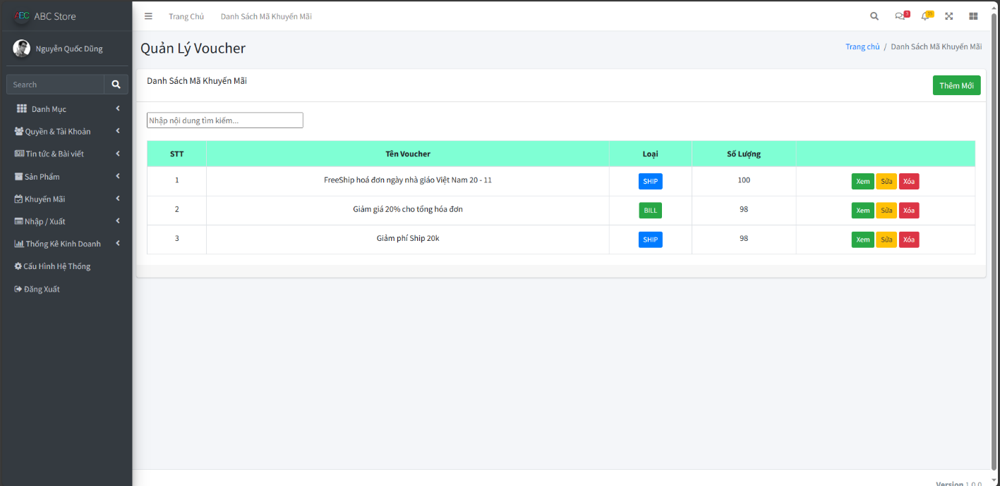 ABC ABC Store
Trang Chủ Danh Sách Mã Khuyến Mãi
3 15
Nguyễn Quốc Dũng
Quản Lý Voucher
Trang chủ / Danh Sách Mã Khuyến Mãi
Search
Danh Mục
Quyền & Tài Khoản
Tin tức & Bài viết
Sản Phẩm
Khuyến Mãi
Nhập / Xuất
Thống Kê Kinh Doanh
Cấu Hình Hệ Thống
Đăng Xuất
Danh Sách Mã Khuyến Mãi
Thêm Mới
Nhập nội dung tìm kiếm...
STT Tên Voucher Loại Số Lượng
1 FreeShip hoá đơn ngày nhà giáo Việt Nam 20 - 11 SHIP 100 Xem Sửa Xóa
2 Giảm giá 20% cho tổng hóa đơn BILL 98 Xem Sửa Xóa
3 Giảm phí Ship 20k SHIP 98 Xem Sửa Xóa
Version 1.0.0